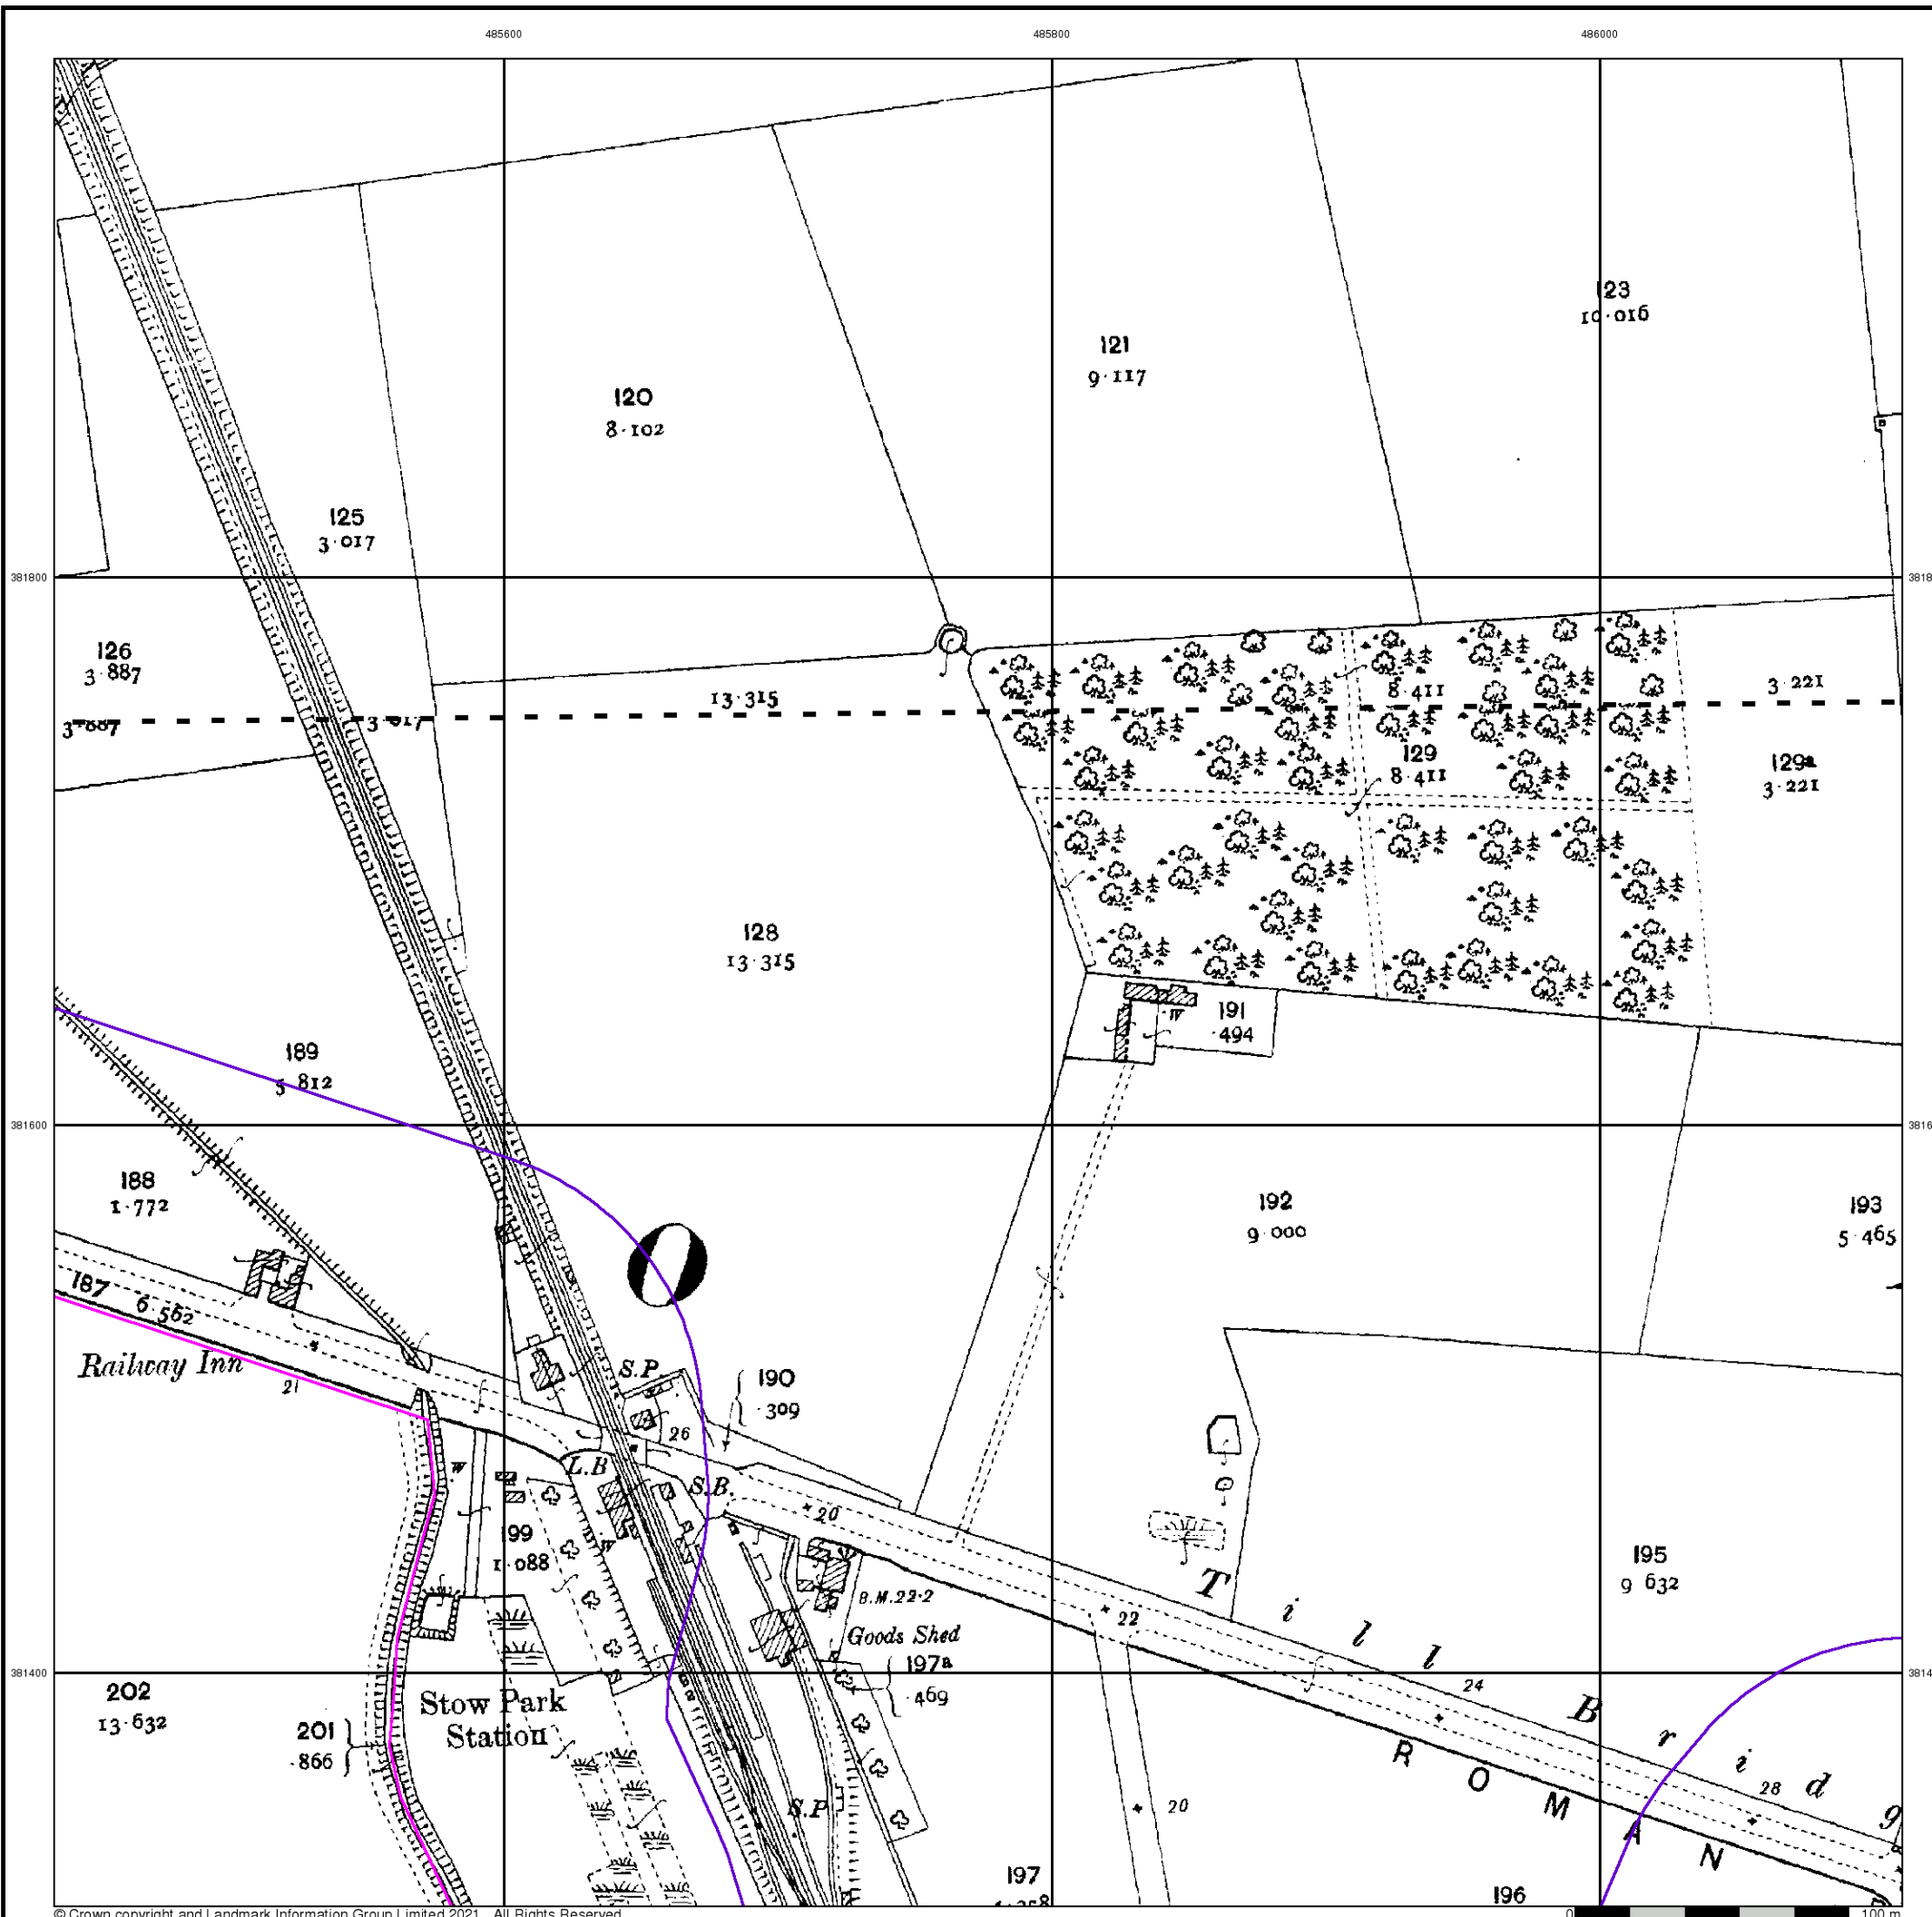 485600 485800 486000
123
10·016
121
9·117
120
8·102
125
3·017
381800
126
3·887
13·315
8·411
3·221
3·887
3·017
129
8·411
129a
3·221
128
13·315
191
·494
W
189
5·812
381600
188
1·772
192
9·000
193
5·465
187 6·562
Railway Inn
21
S.P
190
·309
26
L.B
S.B.
W
20
199
1·088
W
B.M.22·2
Goods Shed
197a
·469
22
195
9·632
381400
202
13·632
Stow Park
Station
201
·866
24
28
20
S.P
Till Bridg
ROMAN
197
196
© Crown copyright and Landmark Information Group Limited 2021. All Rights Reserved
0 100 m